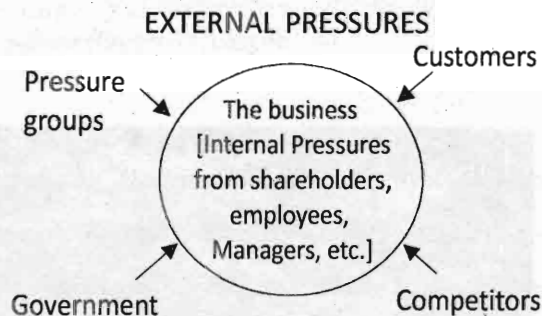 EXTERNAL PRESSURES
Customers
Pressure
groups
The business
[Internal Pressures
from shareholders,
employees,
Managers, etc.]
Government
Competitors